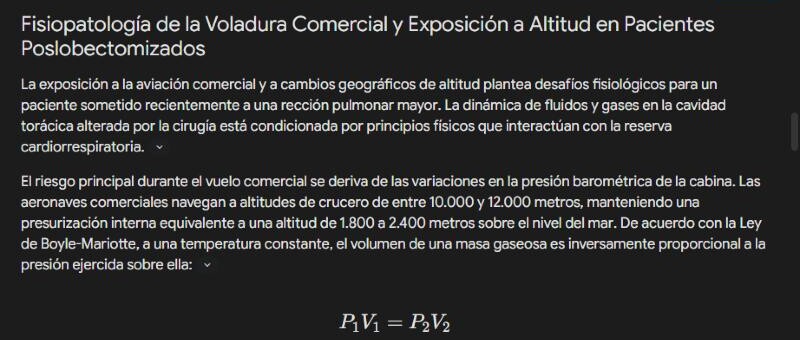 Fisiopatología de la Voladura Comercial y Exposición a Altitud en Pacientes
Poslobectomizados
La exposición a la aviación comercial y a cambios geográficos de altitud plantea desafíos fisiológicos para un
paciente sometido recientemente a una rección pulmonar mayor. La dinámica de fluidos y gases en la cavidad
torácica alterada por la cirugía está condicionada por principios físicos que interactúan con la reserva
cardiorrespiratoria.
El riesgo principal durante el vuelo comercial se deriva de las variaciones en la presión barométrica de la cabina. Las
aeronaves comerciales navegan a altitudes de crucero de entre 10.000 y 12.000 metros, manteniendo una
presurización interna equivalente a una altitud de 1.800 a 2.400 metros sobre el nivel del mar. De acuerdo con la Ley
de Boyle-Mariotte, a una temperatura constante, el volumen de una masa gaseosa es inversamente proporcional a la
presión ejercida sobre ella:
P₁V₁ = P₂V₂